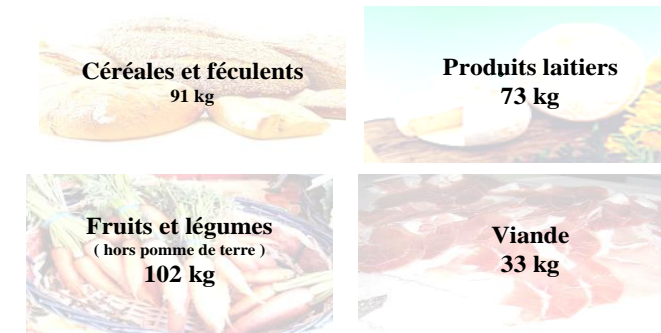 Céréales et féculents
91 kg
Produits laitiers
73 kg
Fruits et légumes
( hors pomme de terre )
102 kg
Viande
33 kg